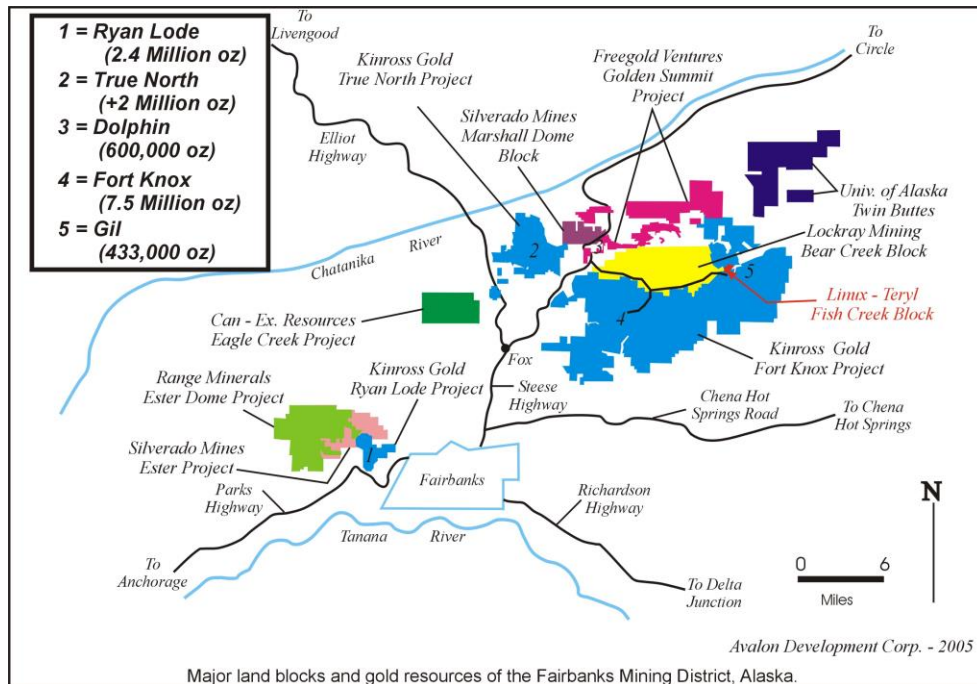 1 = Ryan Lode
(2.4 Million oz)
2 = True North
(+2 Million oz)
3 = Dolphin
(600,000 oz)
4 = Fort Knox
(7.5 Million oz)
5 = Gil
(433,000 oz)
To
Livengood
Elliot
Highway
Kinross Gold
True North Project
Silverado Mines
Marshall Dome
Block
Freegold Ventures
Golden Summit
Project
To
Circle
Univ. of Alaska
Twin Buttes
Lockray Mining
Bear Creek Block
Linux - Teryl
Fish Creek Block
Kinross Gold
Fort Knox Project
2
3
5
4
Chatanika
River
Can - Ex. Resources
Eagle Creek Project
Fox
Steese
Highway
Chena Hot
Springs Road
To Chena
Hot Springs
Range Minerals
Ester Dome Project
Kinross Gold
Ryan Lode Project
Silverado Mines
Ester Project
1
Parks
Highway
Fairbanks
Richardson
Highway
Tanana
River
To
Anchorage
To Delta
Junction
N
0
6
Miles
Avalon Development Corp. - 2005
Major land blocks and gold resources of the Fairbanks Mining District, Alaska.